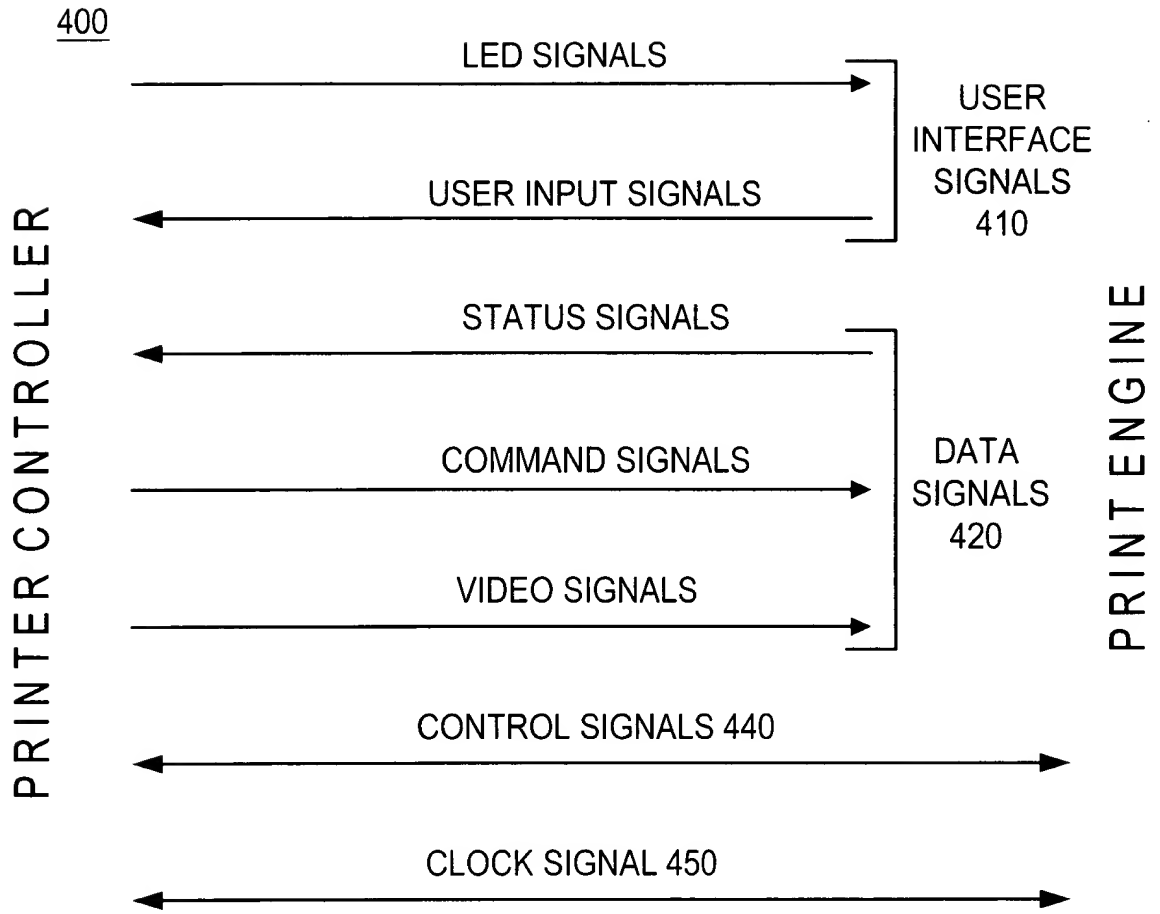 400
LED SIGNALS
USER
INTERFACE
SIGNALS
410
USER INPUT SIGNALS
PRINTER CONTROLLER
STATUS SIGNALS
PRINT ENGINE
COMMAND SIGNALS
DATA
SIGNALS
420
VIDEO SIGNALS
CONTROL SIGNALS 440
CLOCK SIGNAL 450